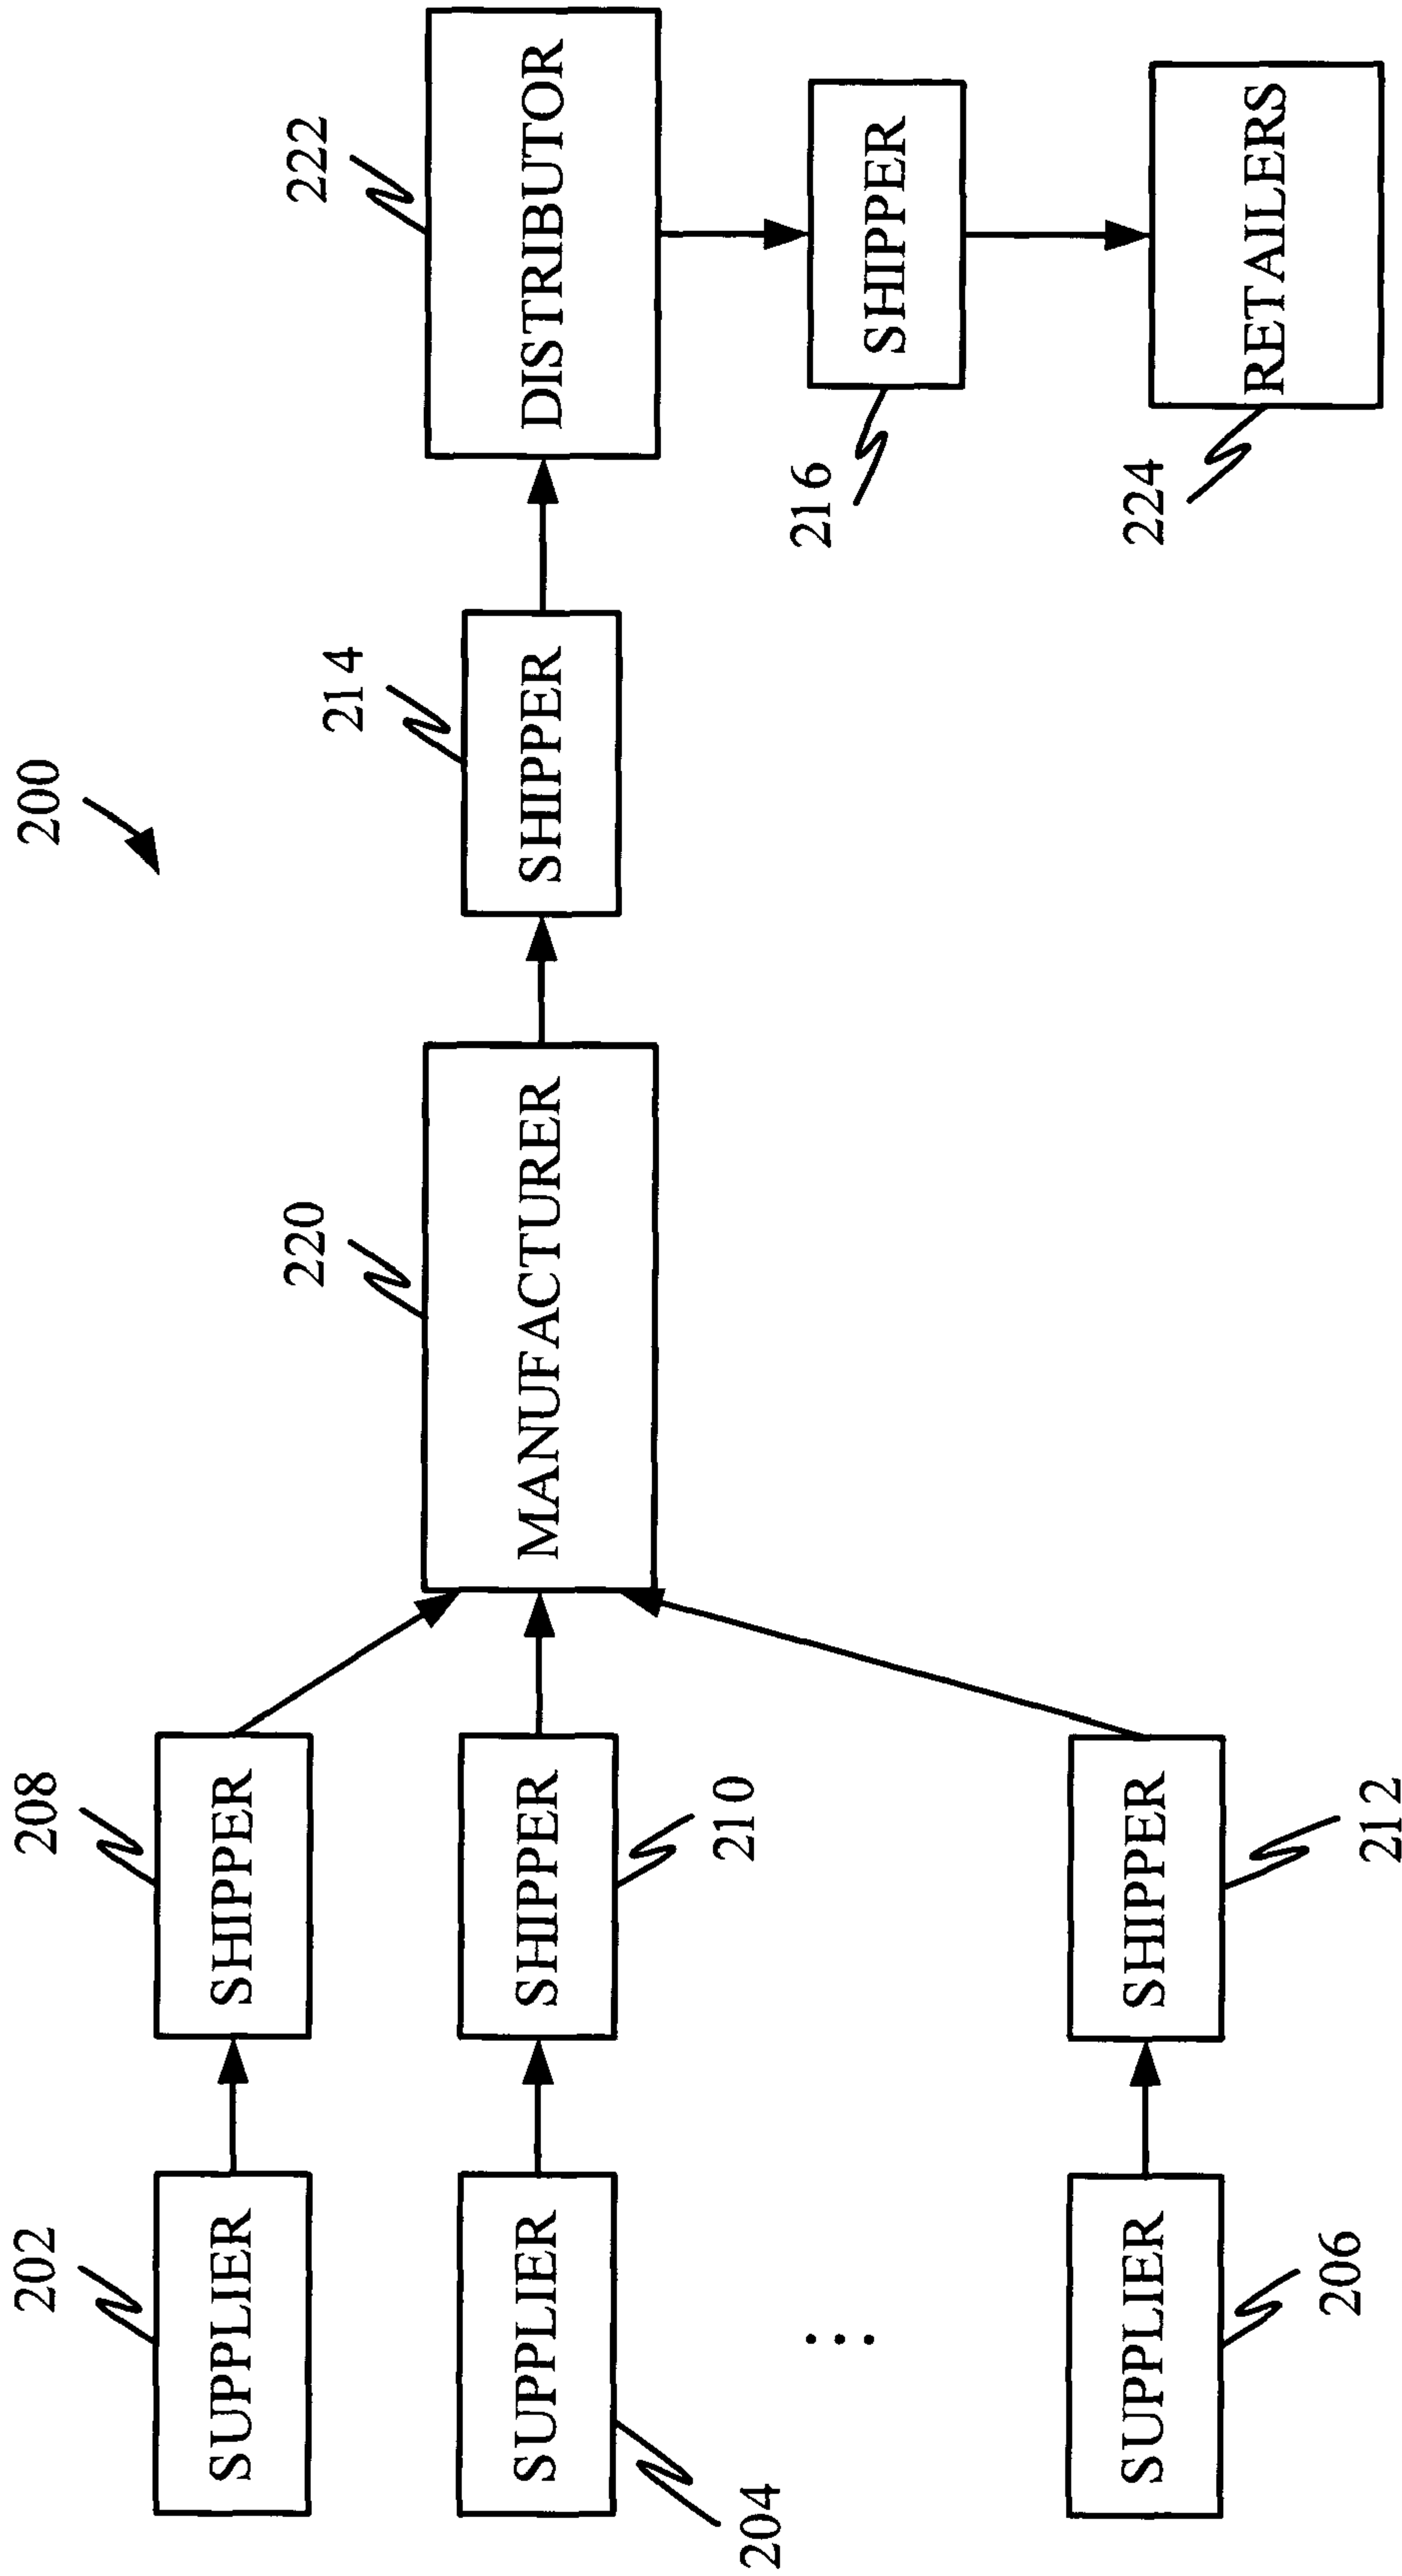 200
202
SUPPLIER
208
SHIPPER
204
SUPPLIER
210
SHIPPER
...
206
SUPPLIER
212
SHIPPER
220
MANUFACTURER
214
SHIPPER
222
DISTRIBUTOR
216
SHIPPER
224
RETAILERS